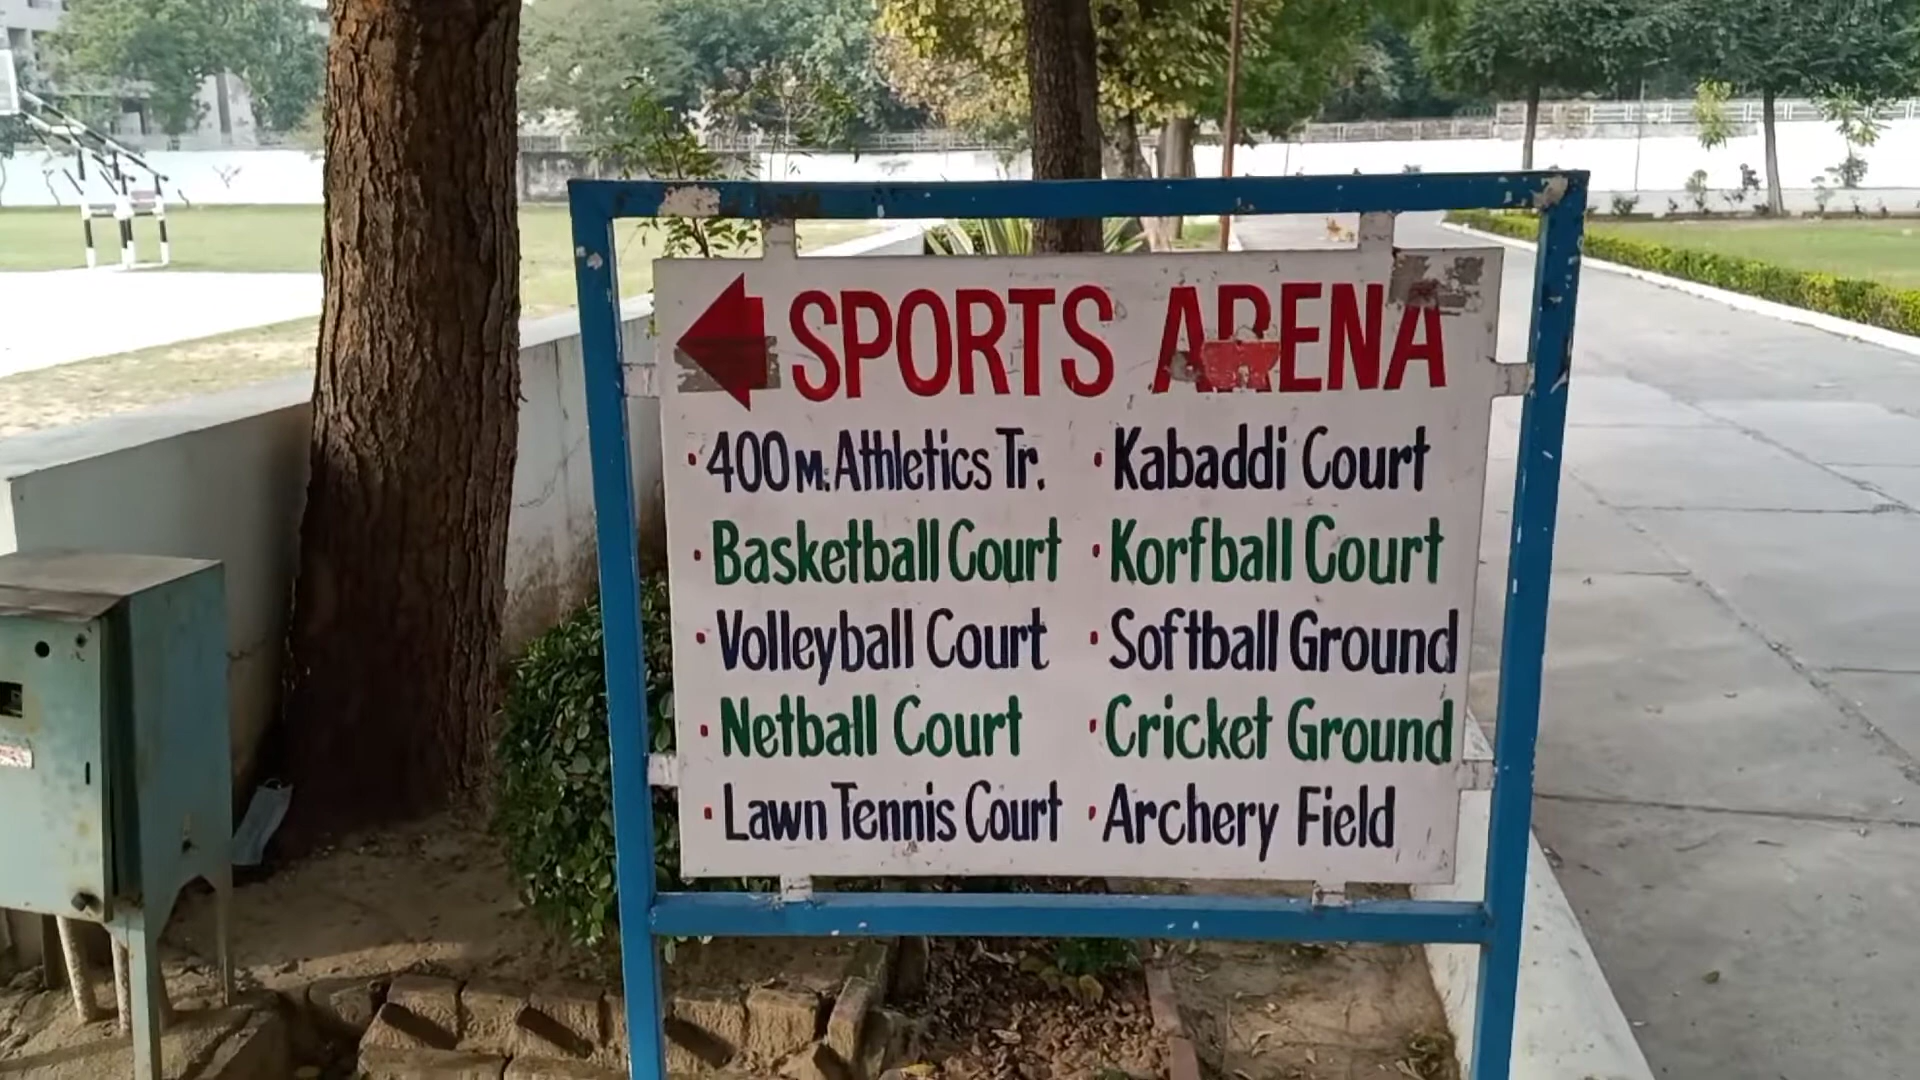 SPORTS ARENA
· 400 M. Athletics Tr.
· Basketball Court
· Volleyball Court
· Netball Court
· Lawn Tennis Court
· Kabaddi Court
· Korfball Court
· Softball Ground
· Cricket Ground
· Archery Field